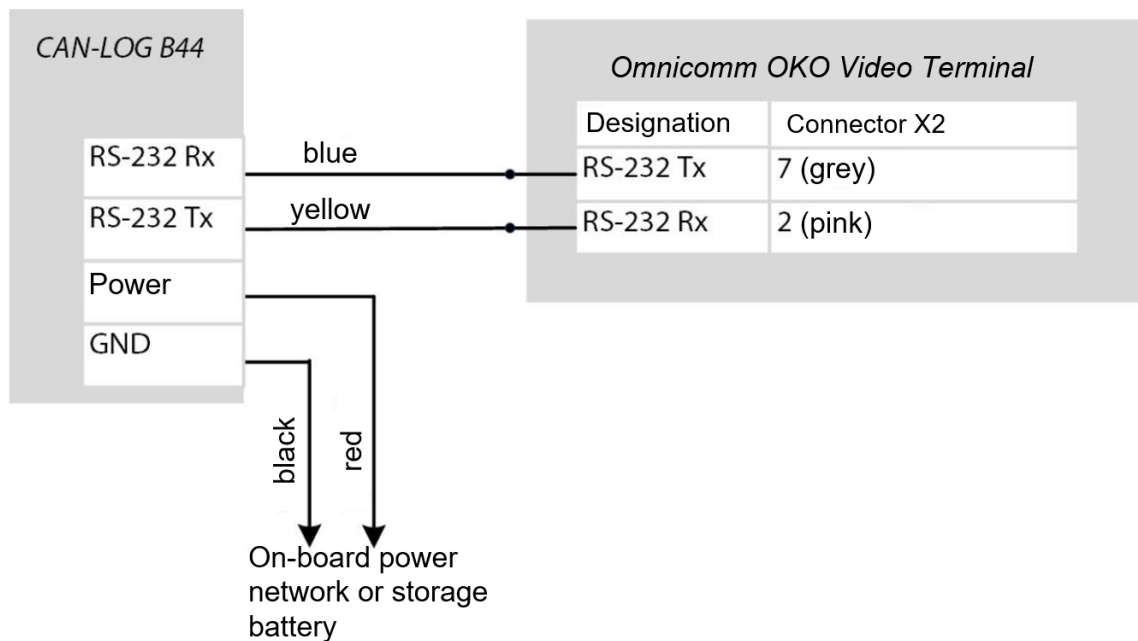 CAN-LOG B44
RS-232 Rx
RS-232 Tx
Power
GND
blue
yellow
black
red
On-board power
network or storage
battery
Omnicomm OKO Video Terminal
Designation Connector X2
RS-232 Tx 7 (grey)
RS-232 Rx 2 (pink)